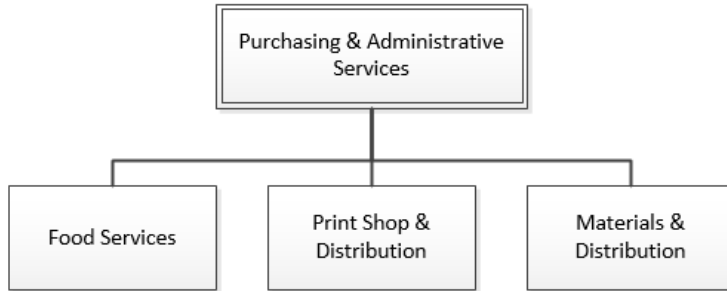 Purchasing & Administrative
Services
Food Services
Print Shop &
Distribution
Materials &
Distribution